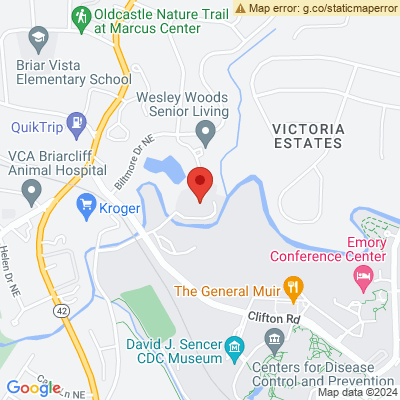 Map error: g.co/staticmaperror
Oldcastle Nature Trail
at Marcus Center
Briar Vista
Elementary School
Wesley Woods
Senior Living
QuikTrip
VICTORIA
ESTATES
Biltmore Dr NE
VCA Briarcliff
Animal Hospital
Kroger
Helen Dr NE
Emory
Conference Center
The General Muir
42
Clifton Rd
David J. Sencer
CDC Museum
Centers for Disease
Control and Prevention
Google
Map data ©2024